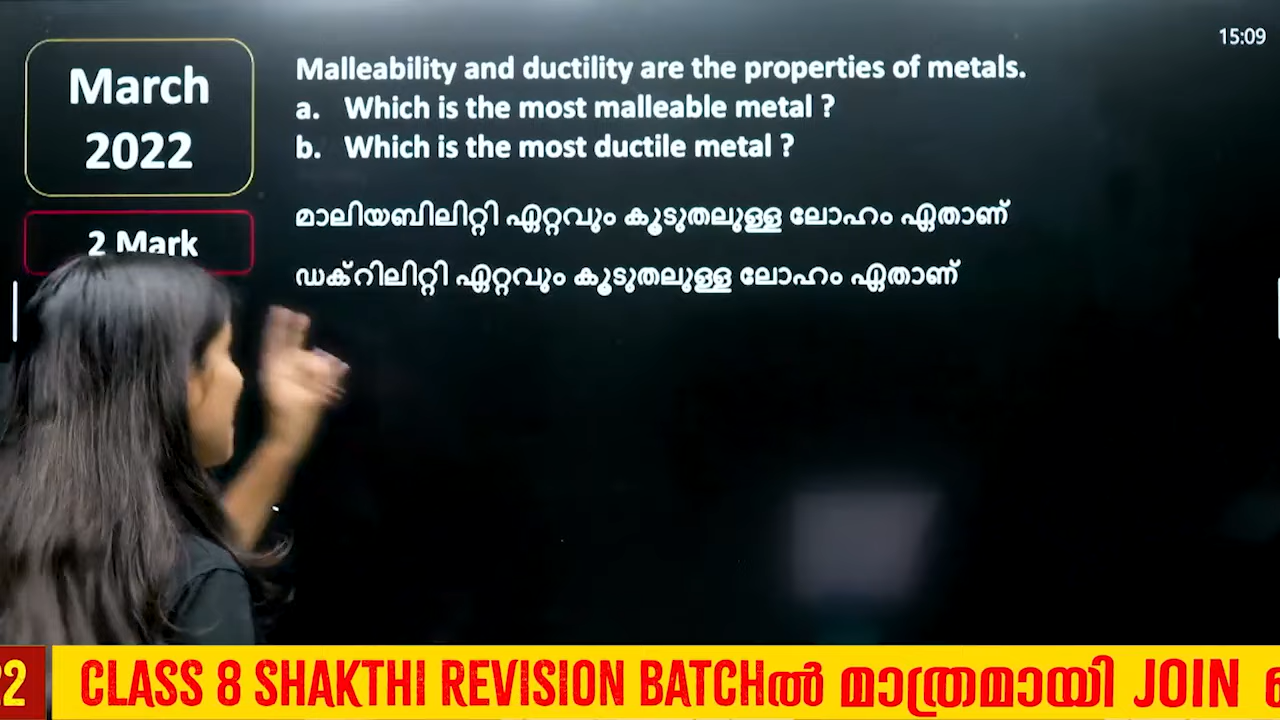 15:09
March
2022
2 Mark
Malleability and ductility are the properties of metals.
a. Which is the most malleable metal ?
b. Which is the most ductile metal ?
മാലിയബിലിറ്റി ഏറ്റവും കൂടുതലുള്ള ലോഹം ഏതാണ്
ഡക്റിലിറ്റി ഏറ്റവും കൂടുതലുള്ള ലോഹം ഏതാണ്
22 CLASS 8 SHAKTHI REVISION BATCHൽ മാത്രമായി JOIN